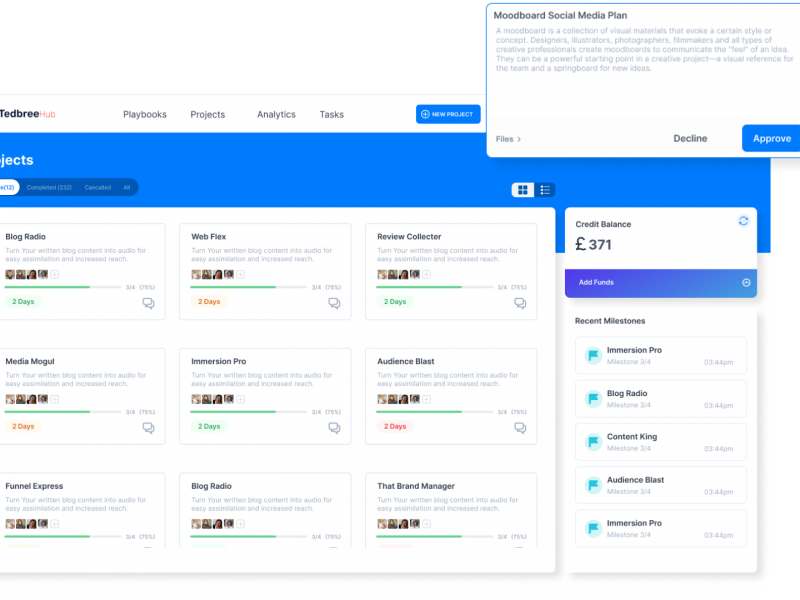 Moodboard Social Media Plan
A moodboard is a collection of visual materials that evoke a certain style or
concept. Designers, illustrators, photographers, filmmakers and all types of
creative professionals create moodboards to communicate the "feel" of an idea.
They can be a powerful starting point in a creative project—a visual reference for
the team and a springboard for new ideas.
Files >
Decline
Approve
TedbreeHub
Playbooks
Projects
Analytics
Tasks
NEW PROJECT
jects
(12)
Completed (232)
Cancelled
All
Blog Radio
Turn Your written blog content into audio for
easy assimilation and increased reach.
3/4 (75%)
2 Days
Web Flex
Turn Your written blog content into audio for
easy assimilation and increased reach.
3/4 (75%)
2 Days
Review Collecter
Turn Your written blog content into audio for
easy assimilation and increased reach.
3/4 (75%)
2 Days
Media Mogul
Turn Your written blog content into audio for
easy assimilation and increased reach.
3/4 (75%)
2 Days
Immersion Pro
Turn Your written blog content into audio for
easy assimilation and increased reach.
3/4 (75%)
2 Days
Audience Blast
Turn Your written blog content into audio for
easy assimilation and increased reach.
3/4 (75%)
2 Days
Funnel Express
Turn Your written blog content into audio for
easy assimilation and increased reach.
3/4 (75%)
Blog Radio
Turn Your written blog content into audio for
easy assimilation and increased reach.
3/4 (75%)
That Brand Manager
Turn Your written blog content into audio for
easy assimilation and increased reach.
3/4 (75%)
Credit Balance
£371
Add Funds
Recent Milestones
Immersion Pro
Milestone 3/4
03:44pm
Blog Radio
Milestone 3/4
03:44pm
Content King
Milestone 3/4
03:44pm
Audience Blast
Milestone 3/4
03:44pm
Immersion Pro
Milestone 3/4
03:44pm